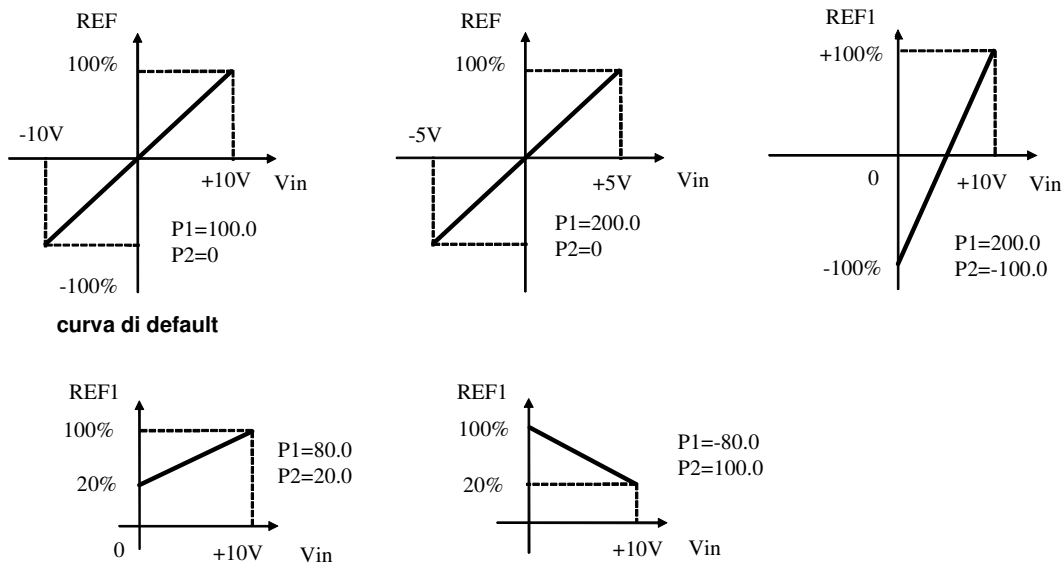 REF
100%
-10V
+10V
Vin
P1=100.0
P2=0
-100%
curva di default
REF
100%
-5V
+5V
Vin
P1=200.0
P2=0
REF1
+100%
0
+10V
Vin
P1=200.0
P2=-100.0
-100%
REF1
100%
20%
P1=80.0
P2=20.0
0
+10V
Vin
REF1
100%
20%
P1=-80.0
P2=100.0
+10V
Vin